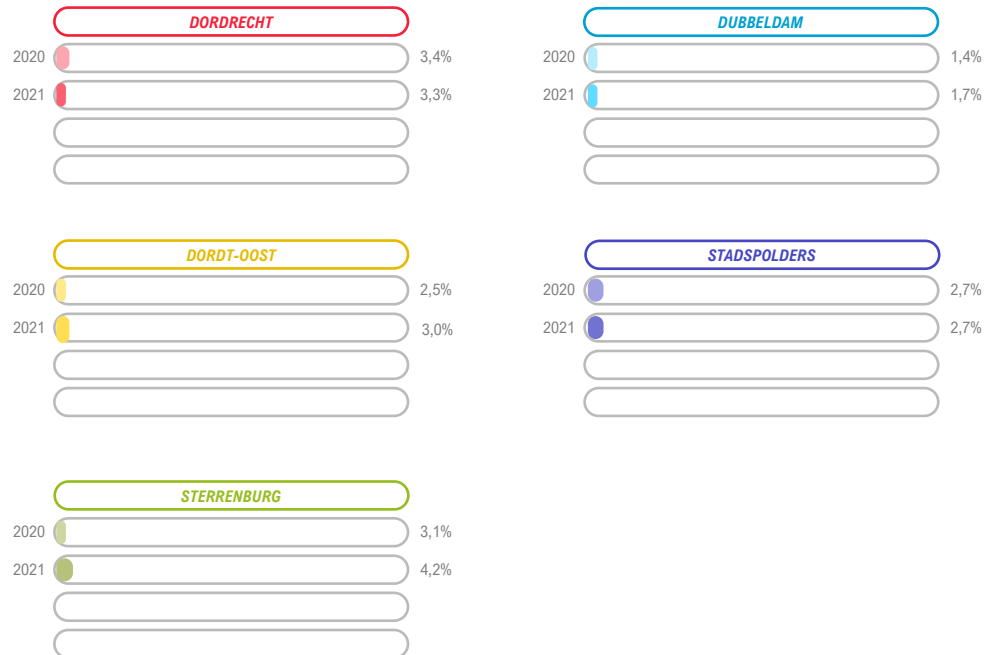 DORDRECHT
2020 3,4%
2021 3,3%
DUBBELDAM
2020 1,4%
2021 1,7%
DORDT-OOST
2020 2,5%
2021 3,0%
STADSPOLDERS
2020 2,7%
2021 2,7%
STERRENBURG
2020 3,1%
2021 4,2%